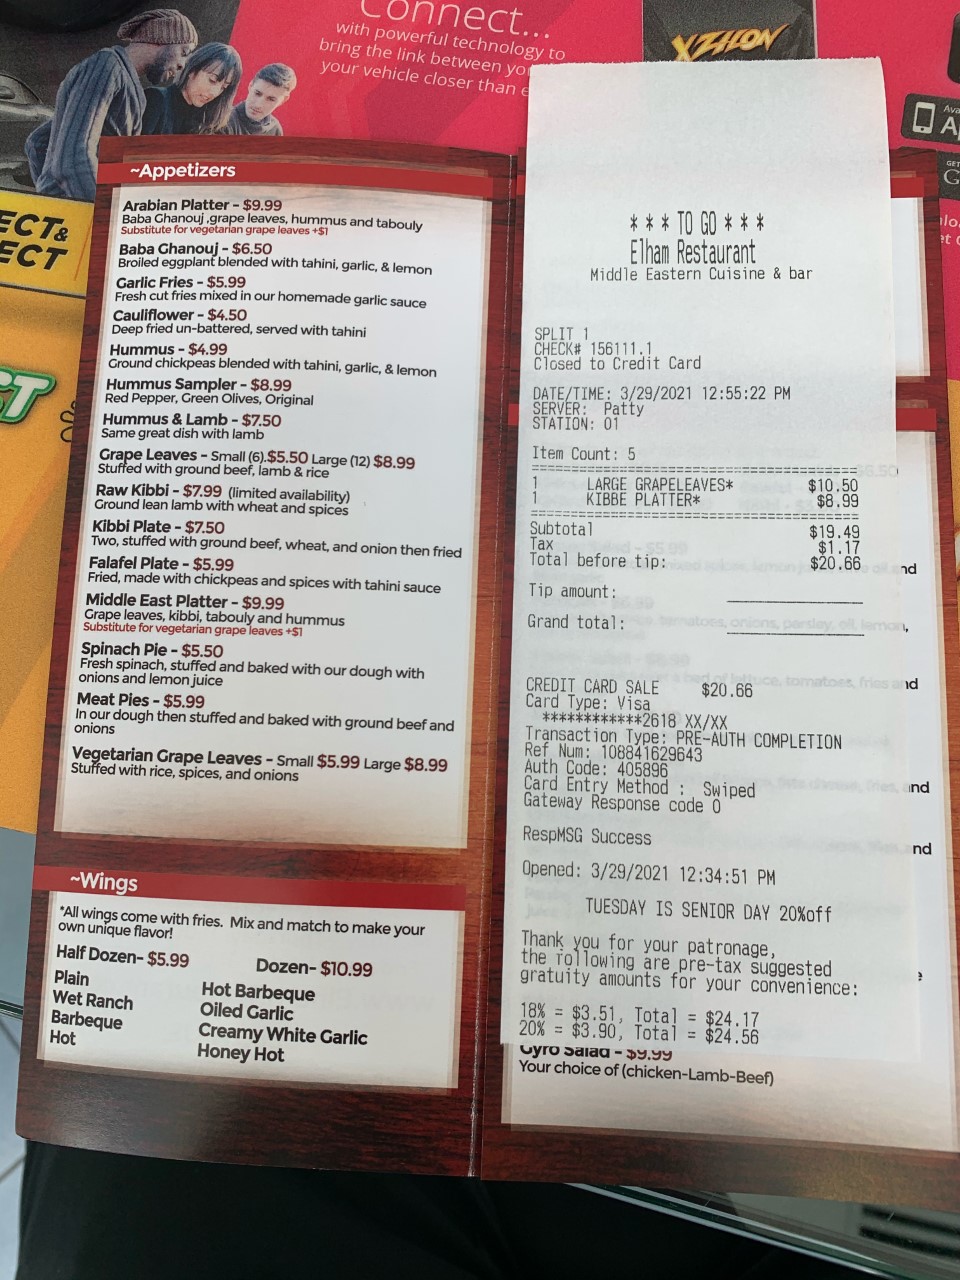 Connect...
with powerful technology to
bring the link between yo
your vehicle closer than e
XZILON
ECT&
ECT
CT
Ava
Ap
GET
G
~Appetizers
Arabian Platter - $9.99
Baba Ghanouj ,grape leaves, hummus and tabouly
Substitute for vegetarian grape leaves +$1
Baba Ghanouj - $6.50
Broiled eggplant blended with tahini, garlic, & lemon
Garlic Fries - $5.99
Fresh cut fries mixed in our homemade garlic sauce
Cauliflower - $4.50
Deep fried un-battered, served with tahini
Hummus - $4.99
Ground chickpeas blended with tahini, garlic, & lemon
Hummus Sampler - $8.99
Red Pepper, Green Olives, Original
Hummus & Lamb - $7.50
Same great dish with lamb
Grape Leaves - Small (6).$5.50 Large (12) $8.99
Stuffed with ground beef, lamb & rice
Raw Kibbi - $7.99 (limited availability)
Ground lean lamb with wheat and spices
Kibbi Plate - $7.50
Two, stuffed with ground beef, wheat, and onion then fried
Falafel Plate - $5.99
Fried, made with chickpeas and spices with tahini sauce
Middle East Platter - $9.99
Grape leaves, kibbi, tabouly and hummus
Substitute for vegetarian grape leaves +$1
Spinach Pie - $5.50
Fresh spinach, stuffed and baked with our dough with
onions and lemon juice
Meat Pies - $5.99
In our dough then stuffed and baked with ground beef and
onions
Vegetarian Grape Leaves - Small $5.99 Large $8.99
Stuffed with rice, spices, and onions
~Wings
*All wings come with fries. Mix and match to make your
own unique flavor!
Half Dozen- $5.99 Dozen- $10.99
Plain Hot Barbeque
Wet Ranch Oiled Garlic
Barbeque Creamy White Garlic
Hot Honey Hot
* * * TO GO * * *
Elham Restaurant
Middle Eastern Cuisine & bar
SPLIT 1
CHECK# 156111.1
Closed to Credit Card
DATE/TIME: 3/29/2021 12:55:22 PM
SERVER: Patty
STATION: 01
Item Count: 5
1 LARGE GRAPELEAVES* $10.50
1 KIBBE PLATTER* $8.99
Subtotal $19.49
Tax $1.17
Total before tip: $20.66
Tip amount:
Grand total:
CREDIT CARD SALE $20.66
Card Type: Visa
************2618 XX/XX
Transaction Type: PRE-AUTH COMPLETION
Ref Num: 108841629643
Auth Code: 405896
Card Entry Method : Swiped
Gateway Response code 0
RespMSG Success
Opened: 3/29/2021 12:34:51 PM
TUESDAY IS SENIOR DAY 20%off
Thank you for your patronage,
the following are pre-tax suggested
gratuity amounts for your convenience:
18% = $3.51, Total = $24.17
20% = $3.90, Total = $24.56
nd
nd
and
nd
Gyro Salad - $9.99
Your choice of (chicken-Lamb-Beef)